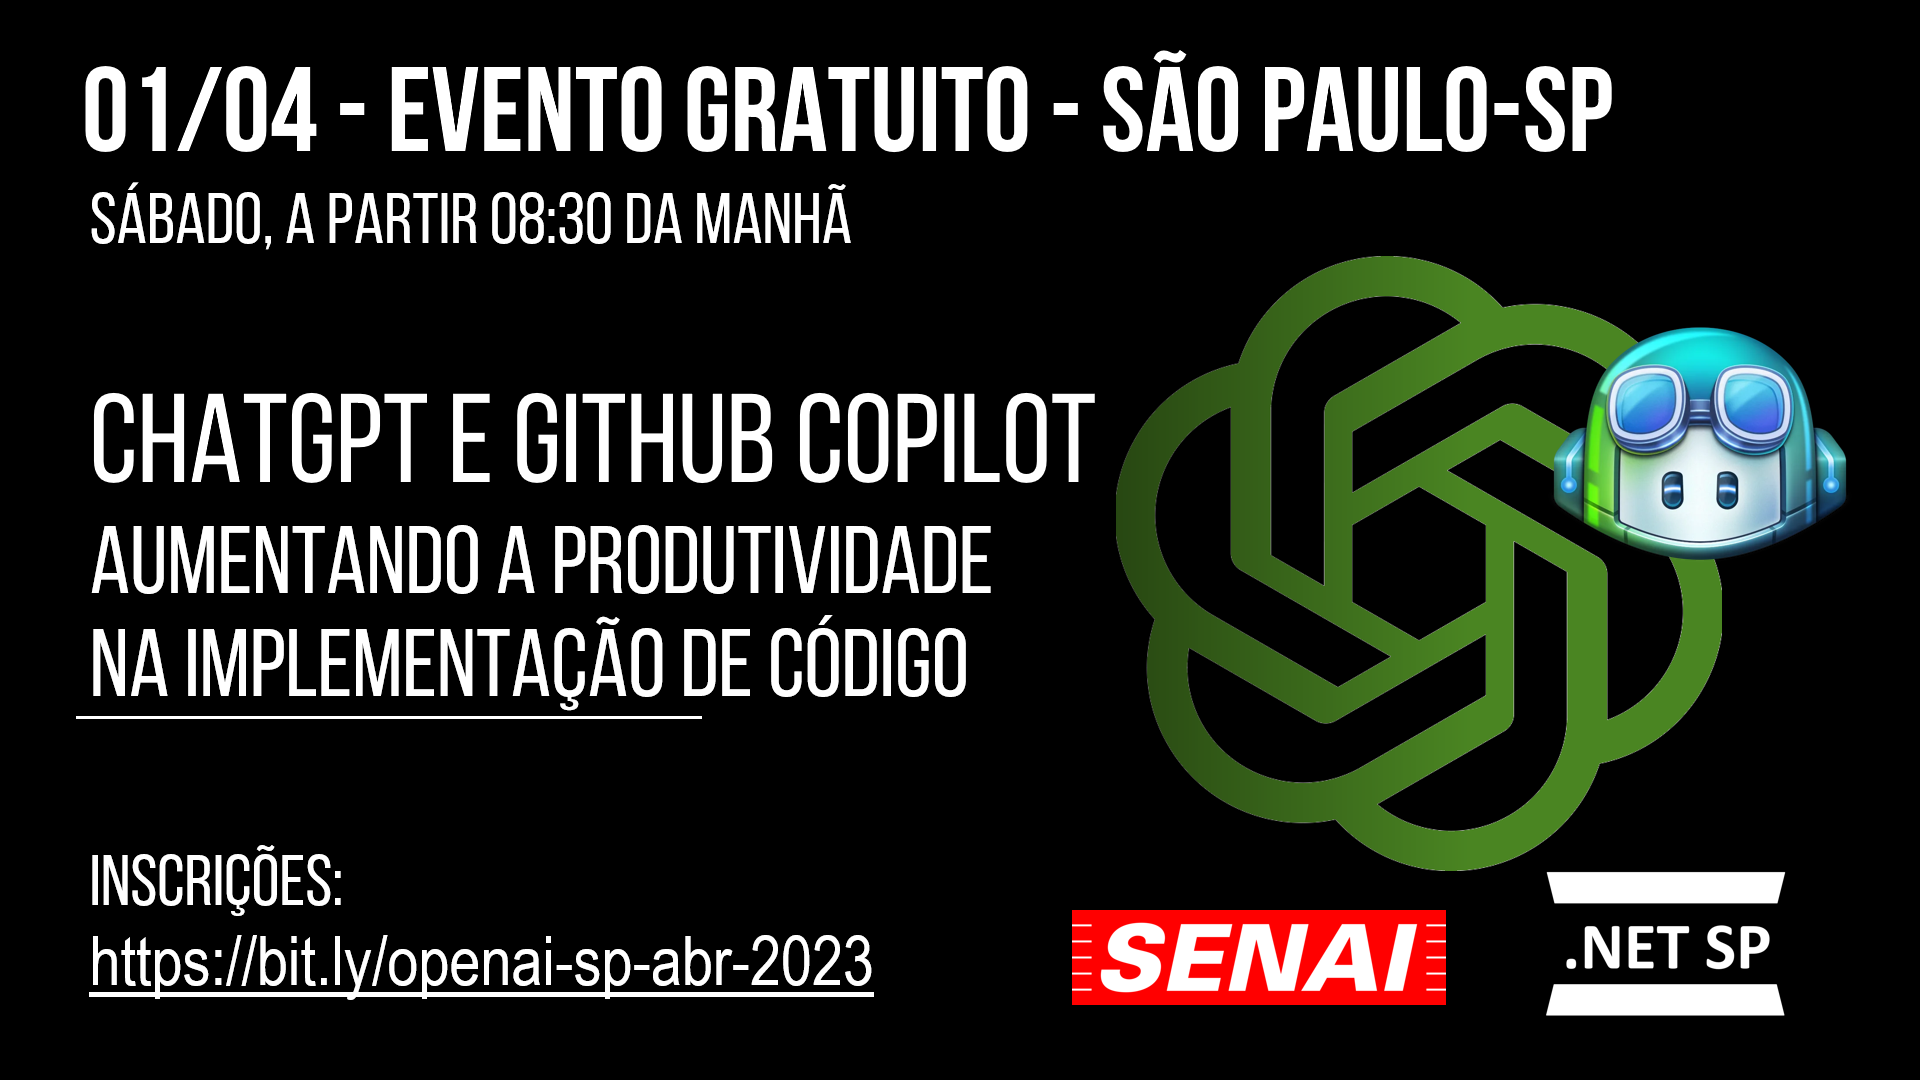 01/04 - EVENTO GRATUITO - SÃO PAULO-SP
SÁBADO, A PARTIR 08:30 DA MANHÃ
CHATGPT E GITHUB COPILOT
AUMENTANDO A PRODUTIVIDADE
NA IMPLEMENTAÇÃO DE CÓDIGO
INSCRIÇÕES:
https://bit.ly/openai-sp-abr-2023
SENAI
.NET SP